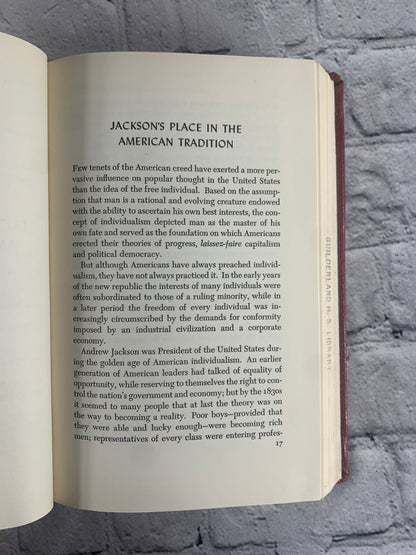 JACKSON'S PLACE IN THE
AMERICAN TRADITION
FEW tenets of the American creed have exerted a more per-
vasive influence on popular thought in the United States
than the idea of the free individual. Based on the assump-
tion that man is a rational and evolving creature endowed
with the ability to ascertain his own best interests, the con-
cept of individualism depicted man as the master of his
own fate and served as the foundation on which Americans
erected their theories of progress, laissez-faire capitalism
and political democracy.
But although Americans have always preached individ-
ualism, they have not always practiced it. In the early years
of the new republic the interests of many individuals were
often subordinated to those of a ruling minority, while in
a later period the freedom of every individual was in-
creasingly circumscribed by the demands for conformity
imposed by an industrial civilization and a corporate
economy.
Andrew Jackson was President of the United States dur-
ing the golden age of American individualism. An earlier
generation of American leaders had talked of equality of
opportunity, while reserving to themselves the right to con-
trol the nation's government and economy; but by the 1830s
it seemed to many people that at last the theory was on
the way to becoming a reality. Poor boys—provided that
they were able and lucky enough—were becoming rich
men; representatives of every class were entering profes-
17
GUILDERLAND H. S. LIBRARY